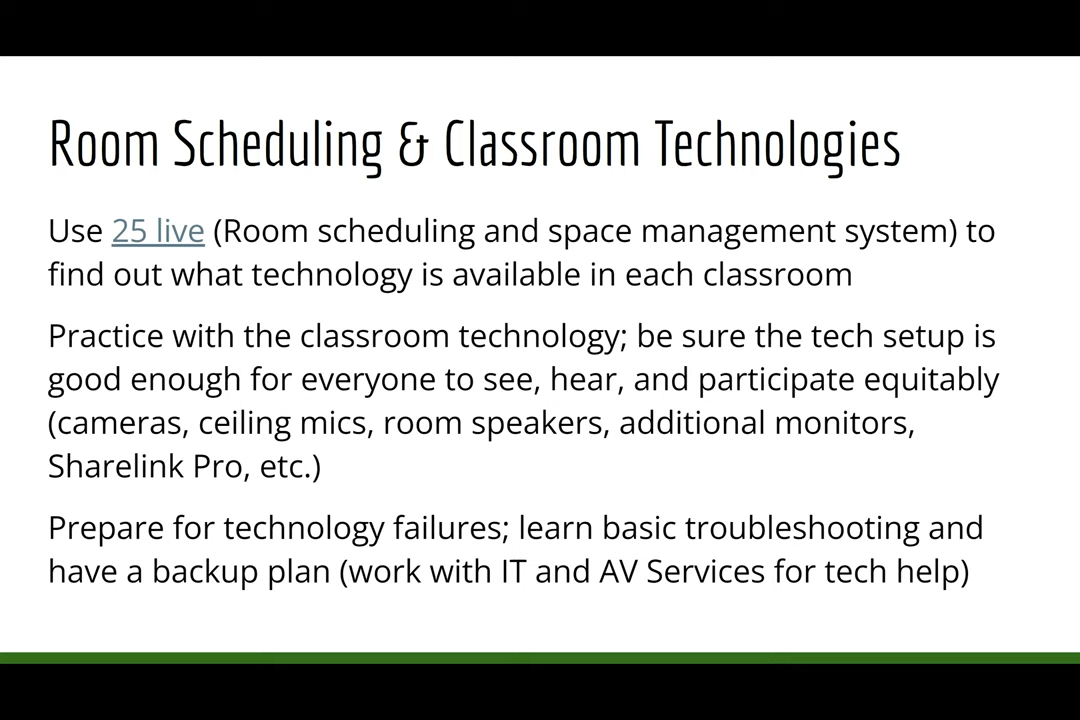 Room Scheduling & Classroom Technologies
Use 25 live (Room scheduling and space management system) to
find out what technology is available in each classroom
Practice with the classroom technology; be sure the tech setup is
good enough for everyone to see, hear, and participate equitably
(cameras, ceiling mics, room speakers, additional monitors,
Sharelink Pro, etc.)
Prepare for technology failures; learn basic troubleshooting and
have a backup plan (work with IT and AV Services for tech help)